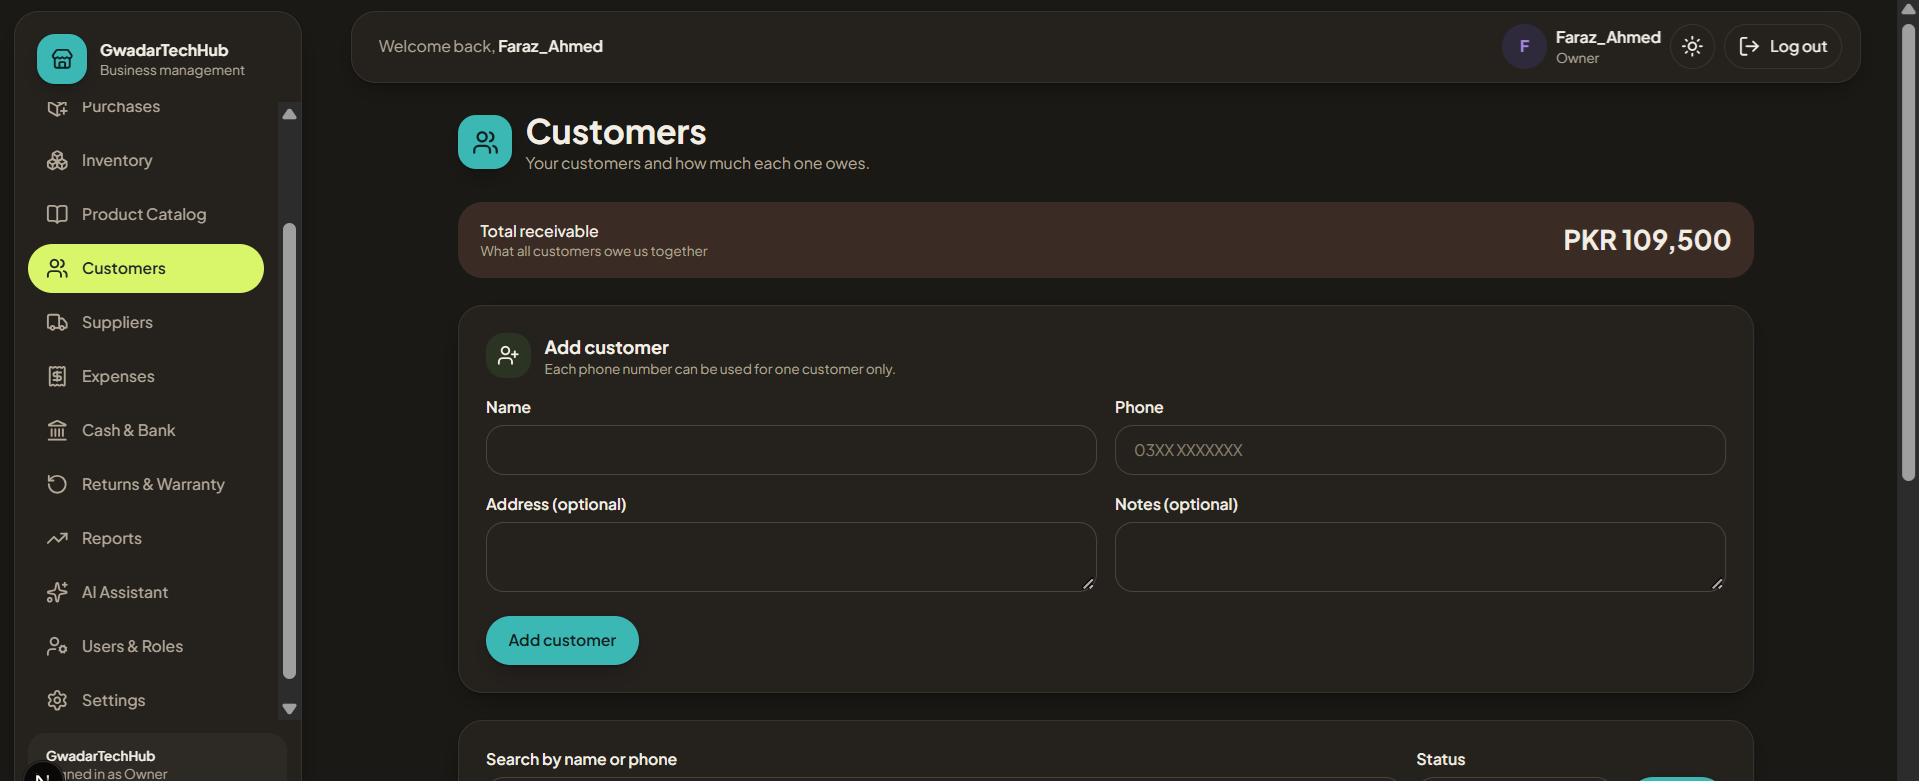 GwadarTechHub
Business management
Purchases
Inventory
Product Catalog
Customers
Suppliers
Expenses
Cash & Bank
Returns & Warranty
Reports
AI Assistant
Users & Roles
Settings
GwadarTechHub
in as Owner
Welcome back, Faraz_Ahmed
F
Faraz_Ahmed
Owner
Log out
Customers
Your customers and how much each one owes.
Total receivable
What all customers owe us together
PKR 109,500
Add customer
Each phone number can be used for one customer only.
Name
Phone
03XX XXXXXXX
Address (optional)
Notes (optional)
Add customer
Search by name or phone
Status